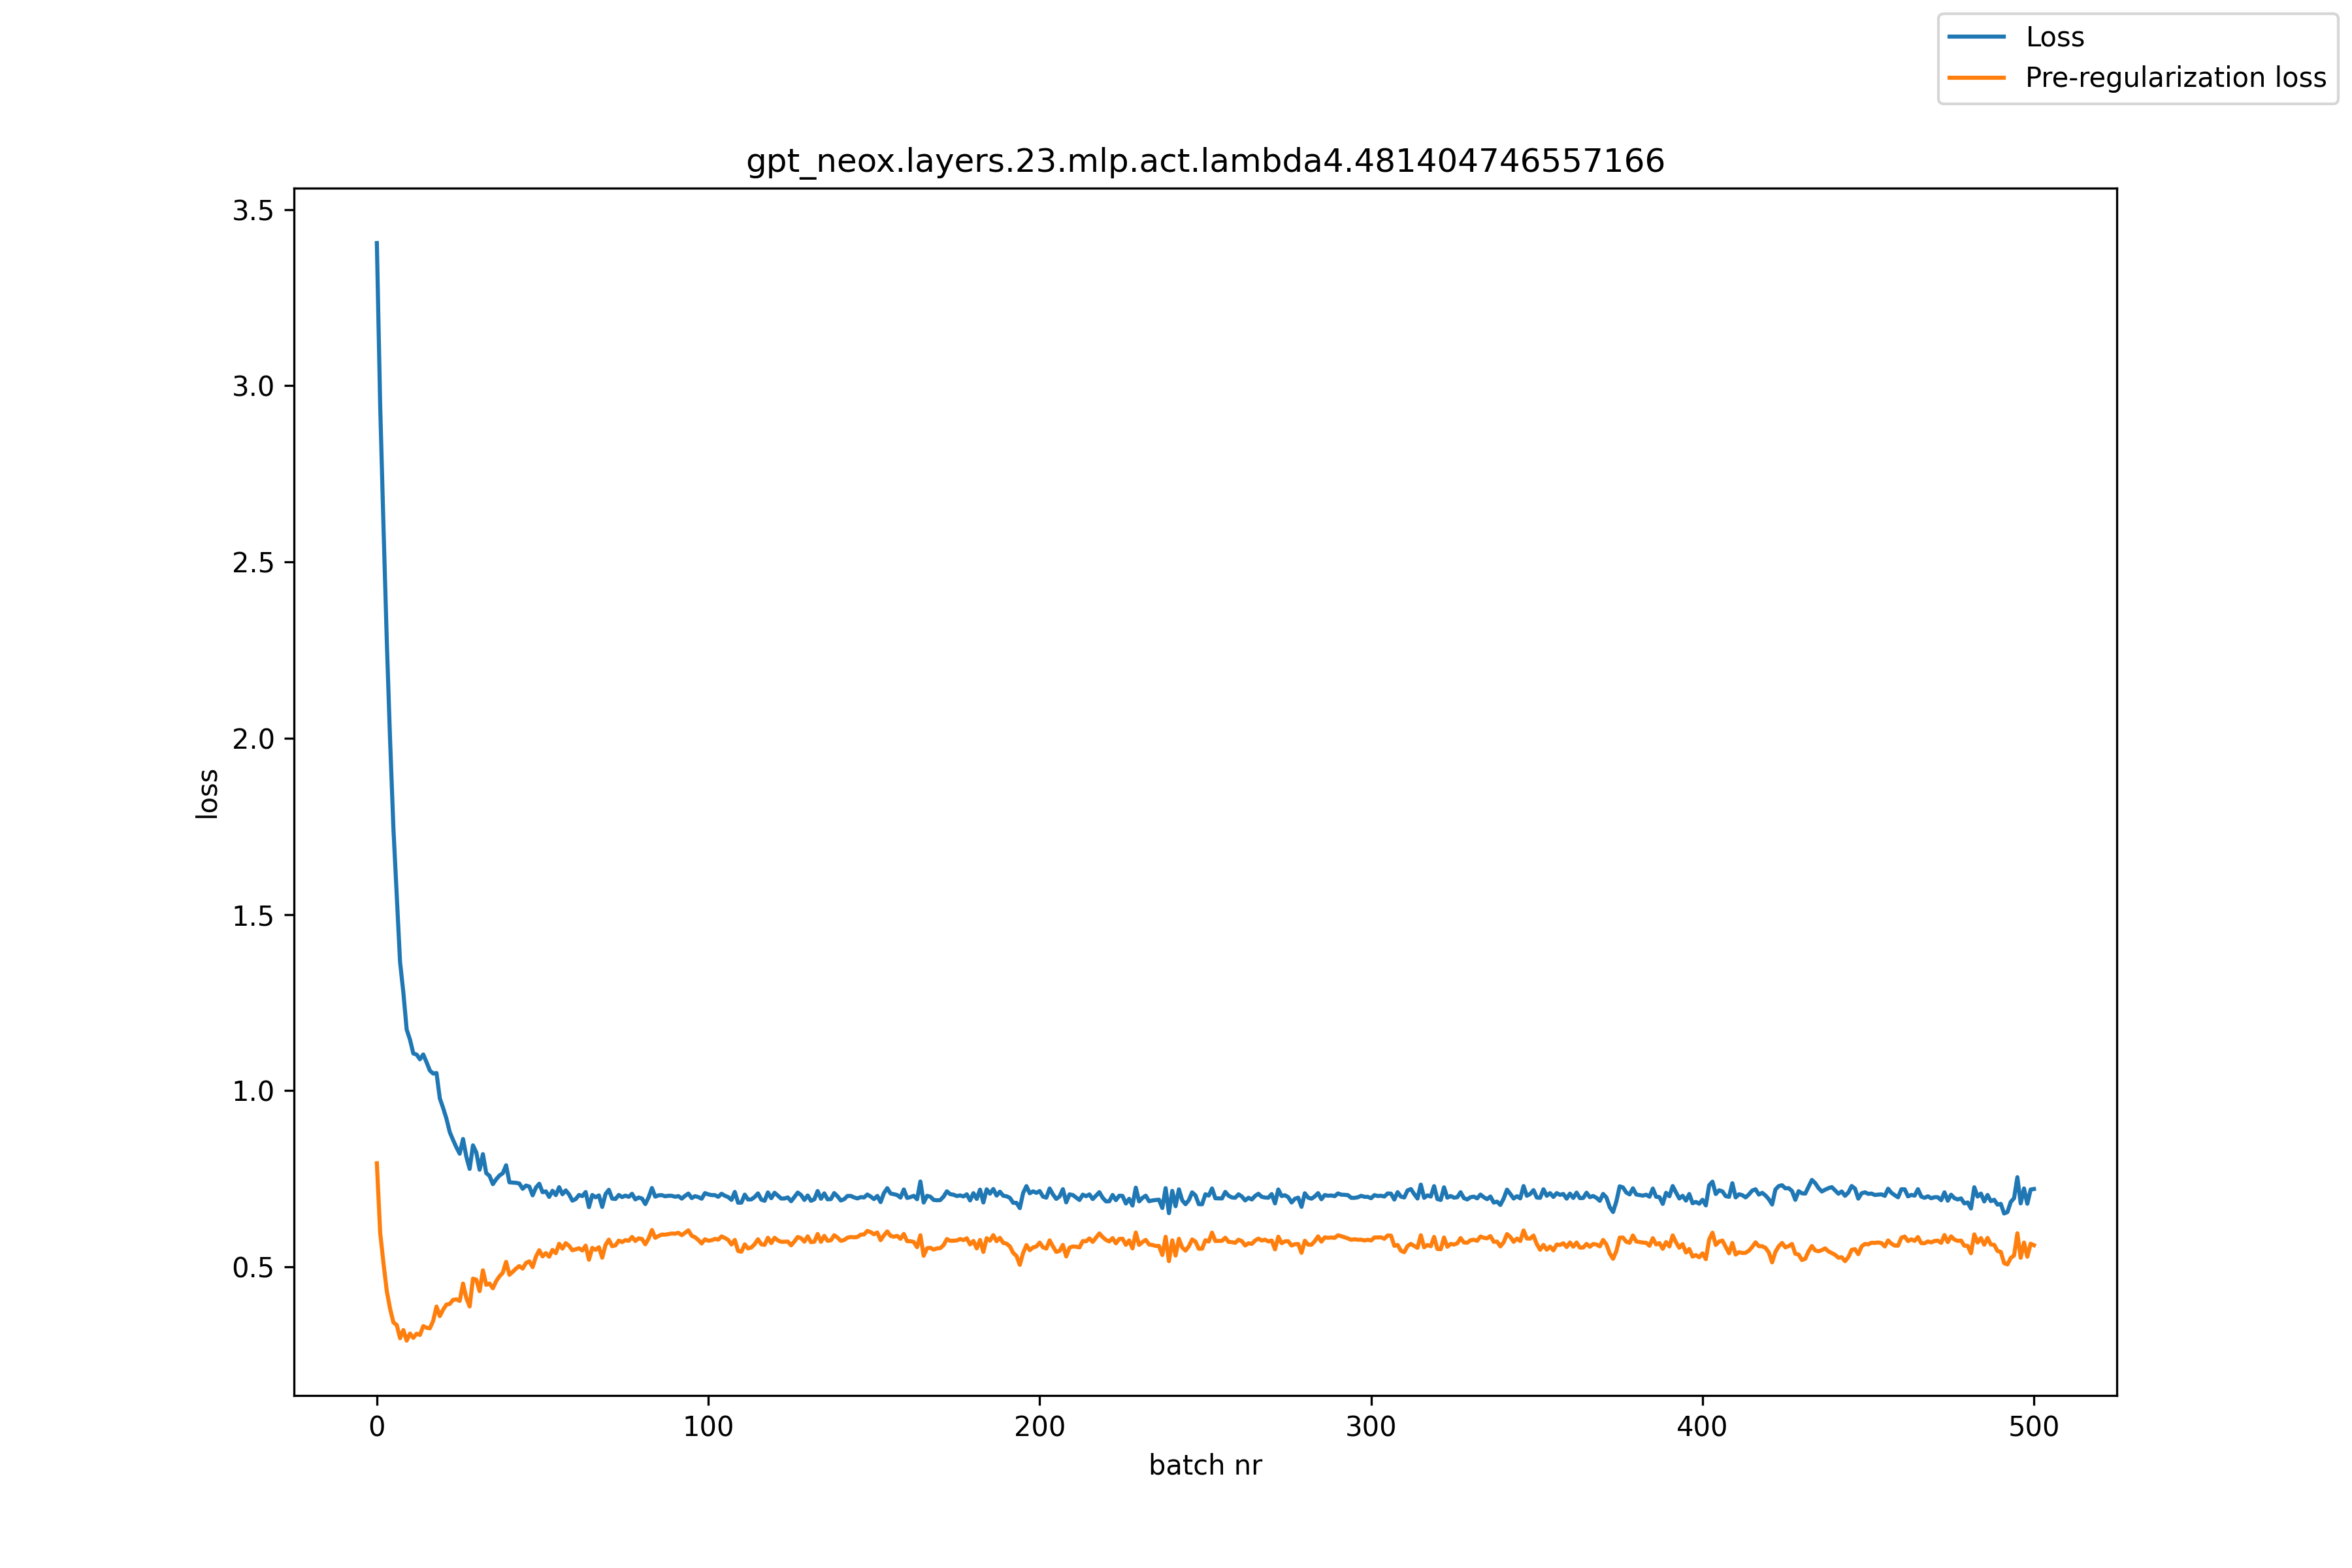 Loss
Pre-regularization loss
gpt_neox.layers.23.mlp.act.lambda4.481404746557166
3.5
3.0
2.5
2.0
1.5
1.0
0.5
loss
0 100 200 300 400 500
batch nr